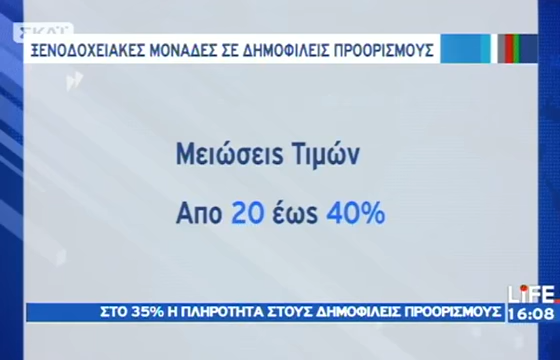 ΣΚΑΪ
ΞΕΝΟΔΟΧΕΙΑΚΕΣ ΜΟΝΑΔΕΣ ΣΕ ΔΗΜΟΦΙΛΕΙΣ ΠΡΟΟΡΙΣΜΟΥΣ
Μειώσεις Τιμών
Απο 20 έως 40%
LiFE
ΣΤΟ 35% Η ΠΛΗΡΟΤΗΤΑ ΣΤΟΥΣ ΔΗΜΟΦΙΛΕΙΣ ΠΡΟΟΡΙΣΜΟΥΣ 16:08